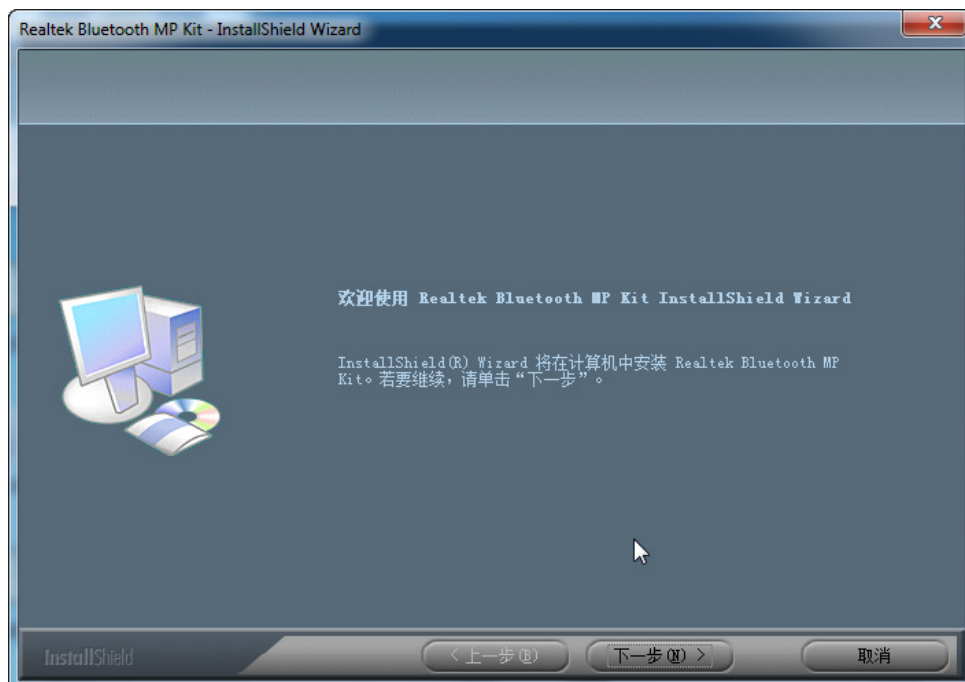 Realtek Bluetooth MP Kit - InstallShield Wizard
欢迎使用 Realtek Bluetooth MP Kit InstallShield Wizard
InstallShield(R) Wizard 将在计算机中安装 Realtek Bluetooth MP
Kit。若要继续，请单击“下一步”。
InstallShield
< 上一步(B)
下一步(N) >
取消